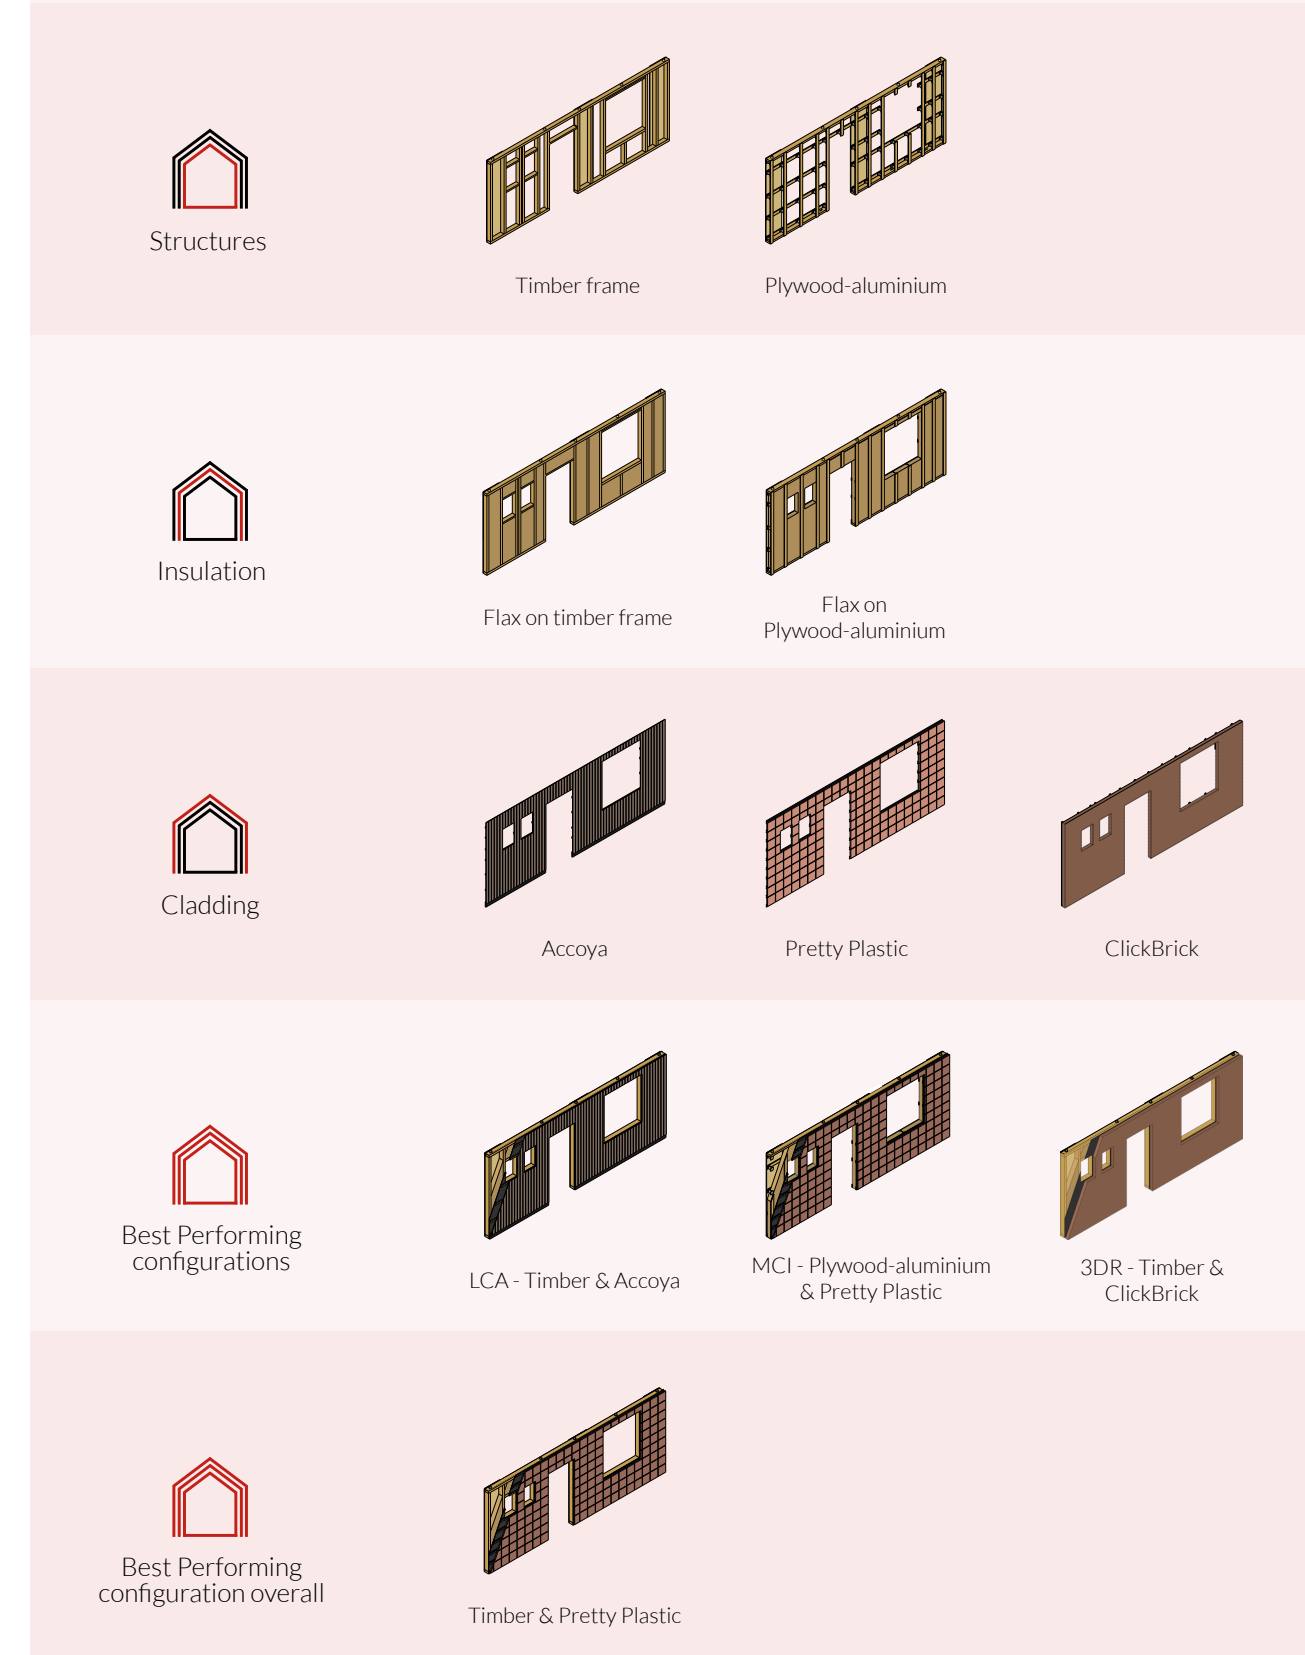 Structures
Timber frame
Plywood-aluminium
Insulation
Flax on timber frame
Flax on
Plywood-aluminium
Cladding
Accoya
Pretty Plastic
ClickBrick
Best Performing
configurations
LCA - Timber & Accoya
MCI - Plywood-aluminium
& Pretty Plastic
3DR - Timber &
ClickBrick
Best Performing
configuration overall
Timber & Pretty Plastic